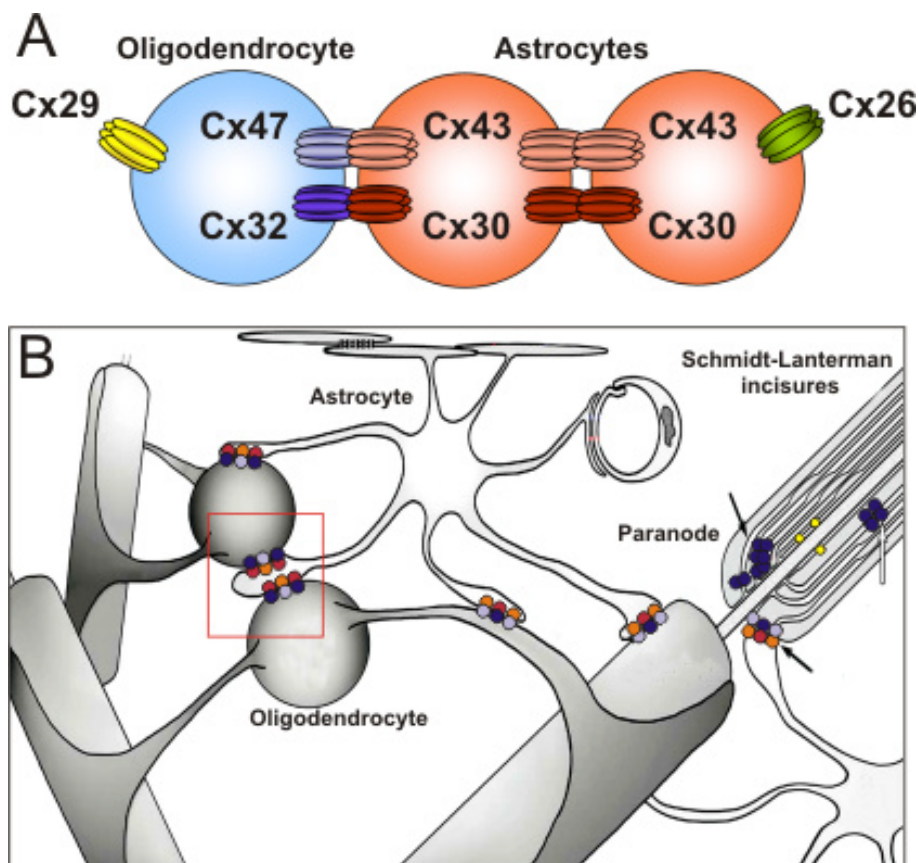 A
Oligodendrocyte
Astrocytes
Cx29
Cx47
Cx43
Cx43
Cx26
Cx32
Cx30
Cx30
B
Schmidt-Lanterman
incisures
Astrocyte
Paranode
Oligodendrocyte